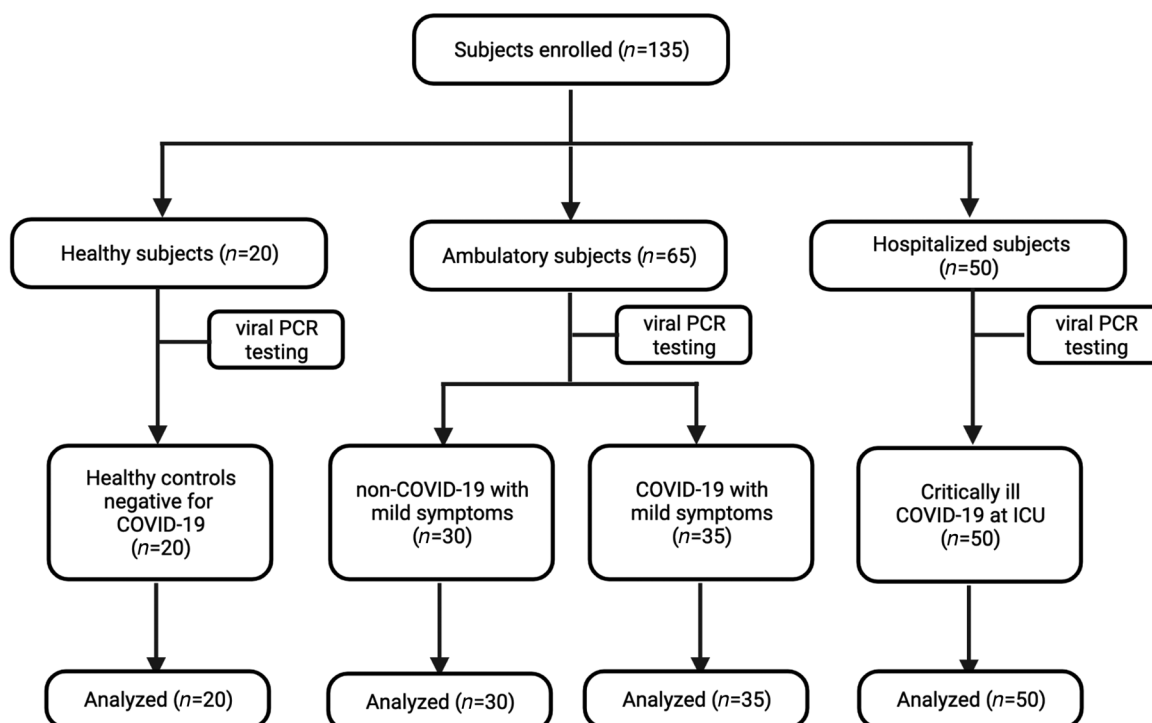 Subjects enrolled (n=135)
Healthy subjects (n=20)
Ambulatory subjects (n=65)
Hospitalized subjects
(n=50)
viral PCR
testing
viral PCR
testing
viral PCR
testing
Healthy controls
negative for
COVID-19
(n=20)
non-COVID-19 with
mild symptoms
(n=30)
COVID-19 with
mild symptoms
(n=35)
Critically ill
COVID-19 at ICU
(n=50)
Analyzed (n=20)
Analyzed (n=30)
Analyzed (n=35)
Analyzed (n=50)